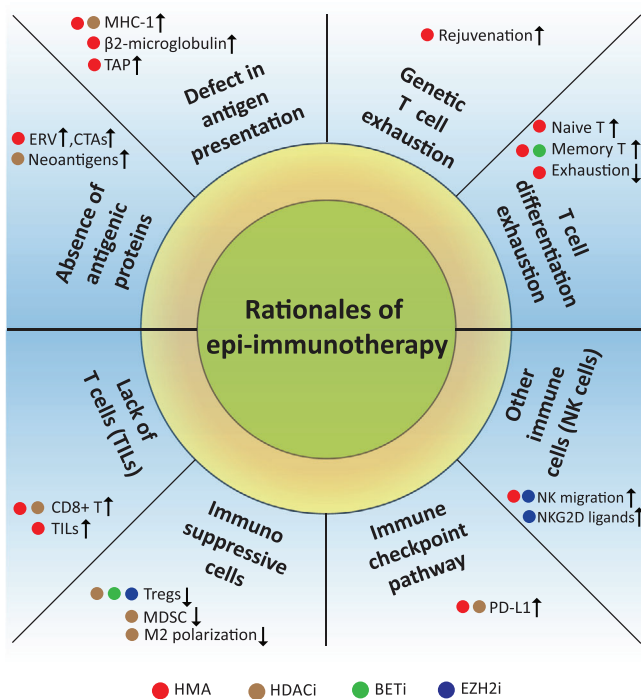 MHC-1↑
β2-microglobulin↑
TAP↑
Defect in
antigen
presentation
Rejuvenation↑
Genetic
T cell
exhaustion
Naive T↑
Memory T↑
Exhaustion↓
T cell
differentiation
exhaustion
ERV↑,CTAs↑
Neoantigens↑
Absence of
antigenic
proteins
Rationales of
epi-immunotherapy
Lack of
T cells (TILs)
CD8+ T↑
TILs↑
Immuno
suppressive
cells
Tregs↓
MDSC↓
M2 polarization↓
Immune
checkpoint
pathway
PD-L1↑
Other
immune
cells (NK cells)
NK migration↑
NKG2D ligands↑
HMA HDACi BETi EZH2i